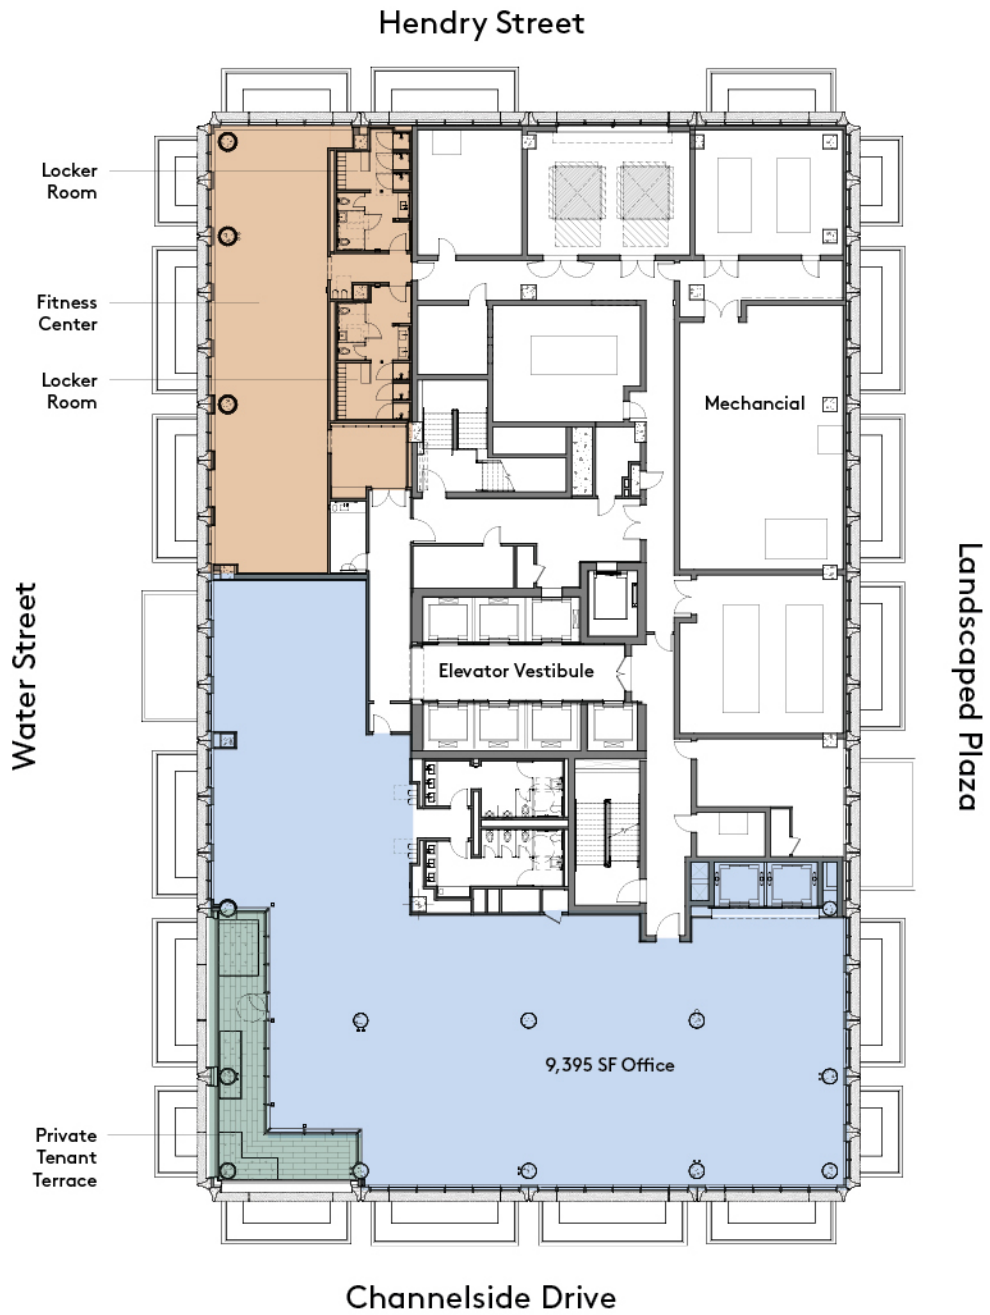 Hendry Street
Locker
Room
Fitness
Center
Locker
Room
Mechancial
Water Street
Landscaped Plaza
Elevator Vestibule
9,395 SF Office
Private
Tenant
Terrace
Channelside Drive